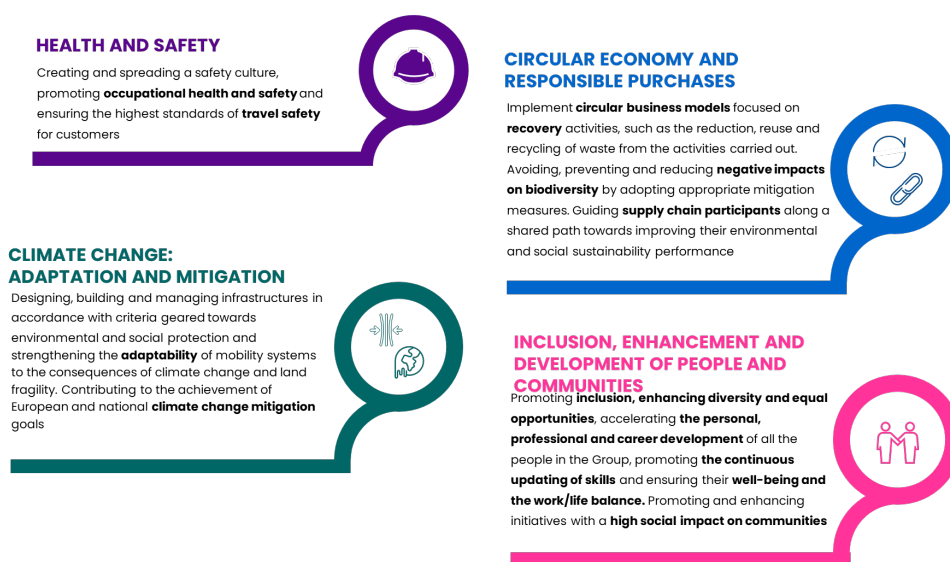 HEALTH AND SAFETY
Creating and spreading a safety culture,
promoting occupational health and safety and
ensuring the highest standards of travel safety
for customers
CLIMATE CHANGE:
ADAPTATION AND MITIGATION
Designing, building and managing infrastructures in
accordance with criteria geared towards
environmental and social protection and
strengthening the adaptability of mobility systems
to the consequences of climate change and land
fragility. Contributing to the achievement of
European and national climate change mitigation
goals
CIRCULAR ECONOMY AND
RESPONSIBLE PURCHASES
Implement circular business models focused on
recovery activities, such as the reduction, reuse and
recycling of waste from the activities carried out.
Avoiding, preventing and reducing negative impacts
on biodiversity by adopting appropriate mitigation
measures. Guiding supply chain participants along a
shared path towards improving their environmental
and social sustainability performance
INCLUSION, ENHANCEMENT AND
DEVELOPMENT OF PEOPLE AND
COMMUNITIES
Promoting inclusion, enhancing diversity and equal
opportunities, accelerating the personal,
professional and career development of all the
people in the Group, promoting the continuous
updating of skills and ensuring their well-being and
the work/life balance. Promoting and enhancing
initiatives with a high social impact on communities